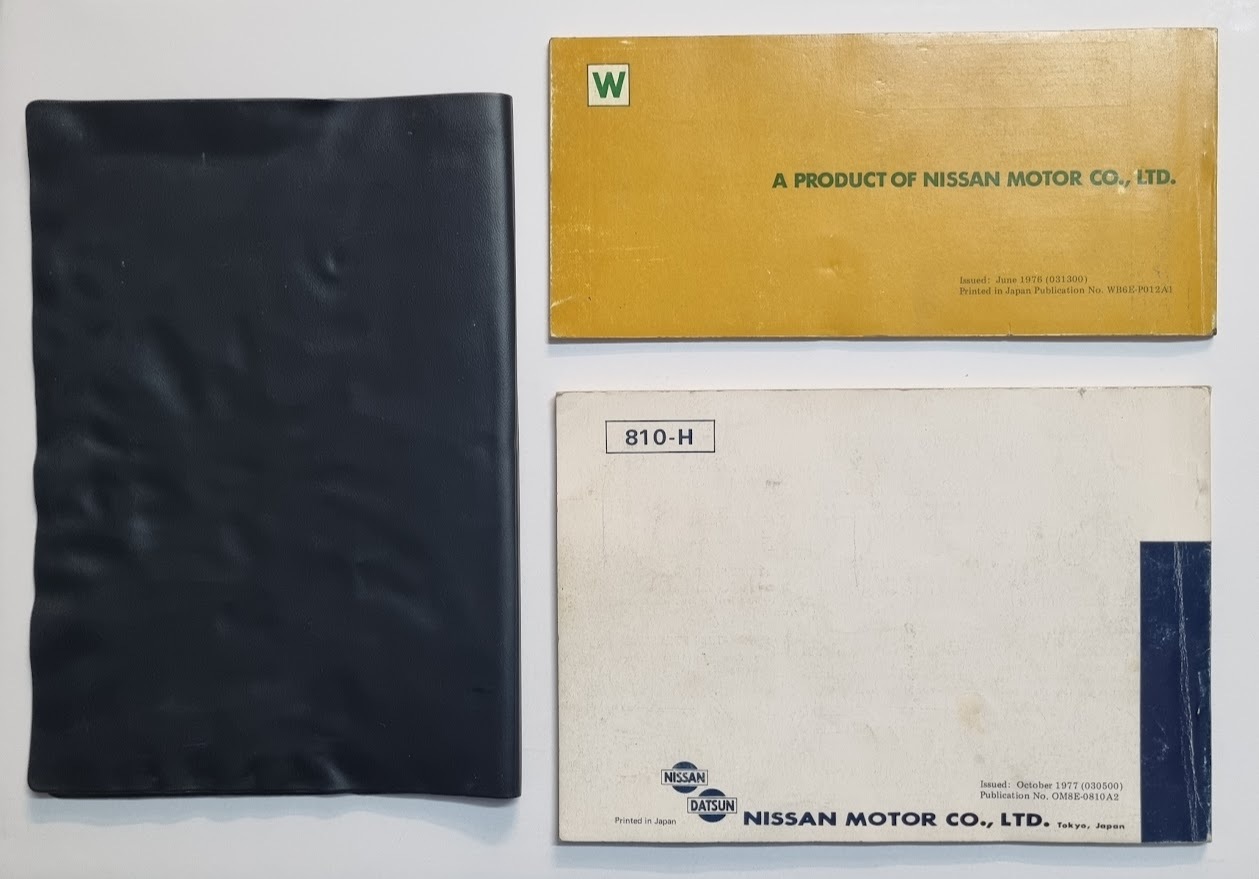 W
A PRODUCT OF NISSAN MOTOR CO., LTD.
Issued: June 1976 (031300)
Printed in Japan Publication No. WB6E-P012A1
810-H
NISSAN
DATSUN
Issued: October 1977 (030500)
Publication No. OM8E-0810A2
Printed in Japan
NISSAN MOTOR CO., LTD. Tokyo, Japan